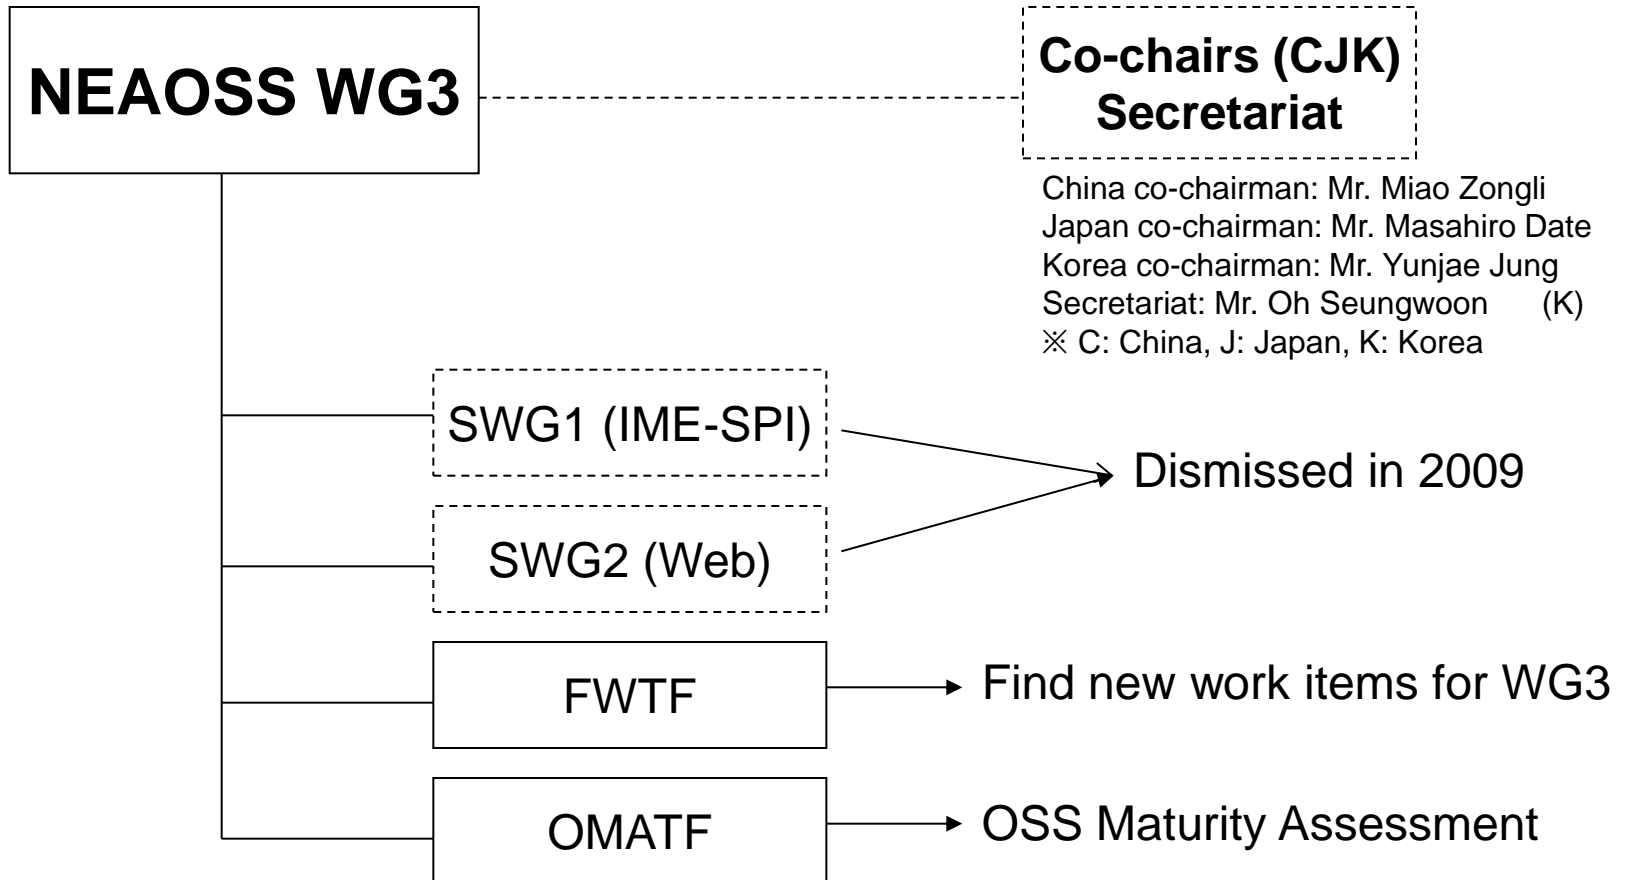 NEAOSS WG3
Co-chairs (CJK)
Secretariat
China co-chairman: Mr. Miao Zongli
Japan co-chairman: Mr. Masahiro Date
Korea co-chairman: Mr. Yunjae Jung
Secretariat: Mr. Oh Seungwoon (K)
※ C: China, J: Japan, K: Korea
SWG1 (IME-SPI)
Dismissed in 2009
SWG2 (Web)
FWTF
Find new work items for WG3
OMATF
OSS Maturity Assessment